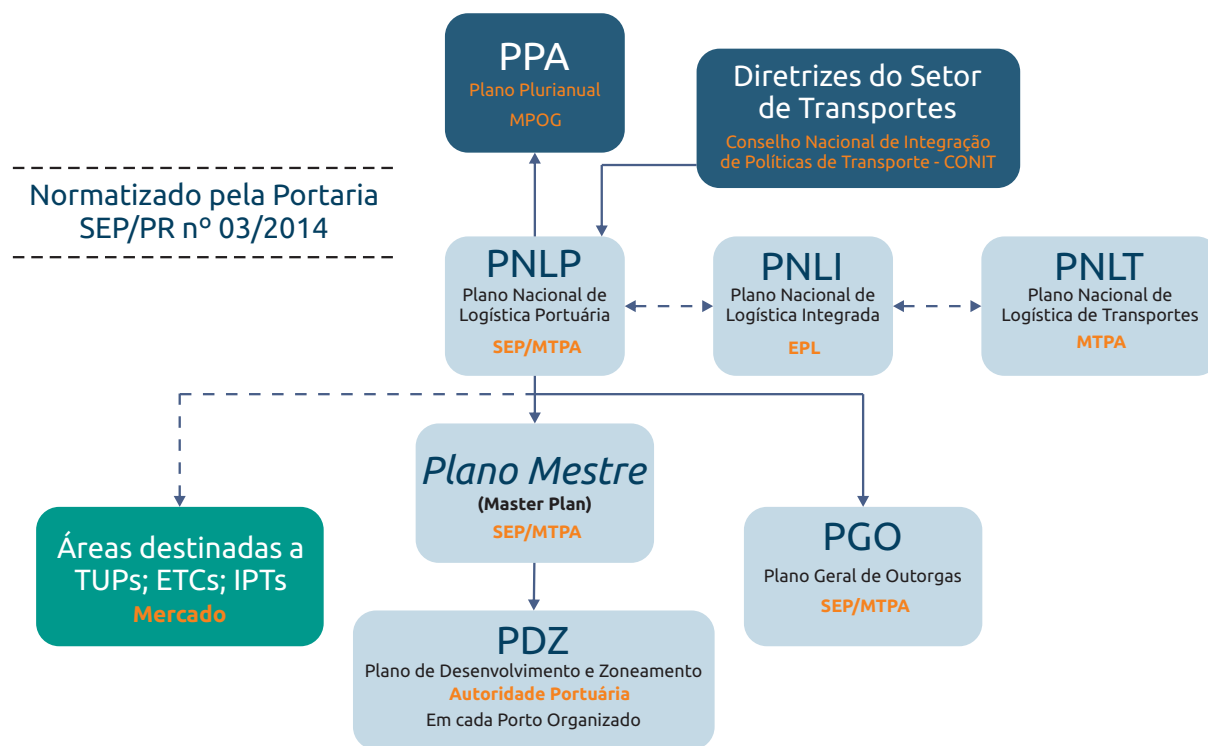 PPA
Plano Plurianual
MPOG
Diretrizes do Setor
de Transportes
Conselho Nacional de Integração
de Políticas de Transporte - CONIT
Normatizado pela Portaria
SEP/PR nº 03/2014
PNLP
Plano Nacional de
Logística Portuária
SEP/MTPA
PNLI
Plano Nacional de
Logística Integrada
EPL
PNLT
Plano Nacional de
Logística de Transportes
MTPA
Plano Mestre
(Master Plan)
SEP/MTPA
Áreas destinadas a
TUPs; ETCs; IPTs
Mercado
PGO
Plano Geral de Outorgas
SEP/MTPA
PDZ
Plano de Desenvolvimento e Zoneamento
Autoridade Portuária
Em cada Porto Organizado